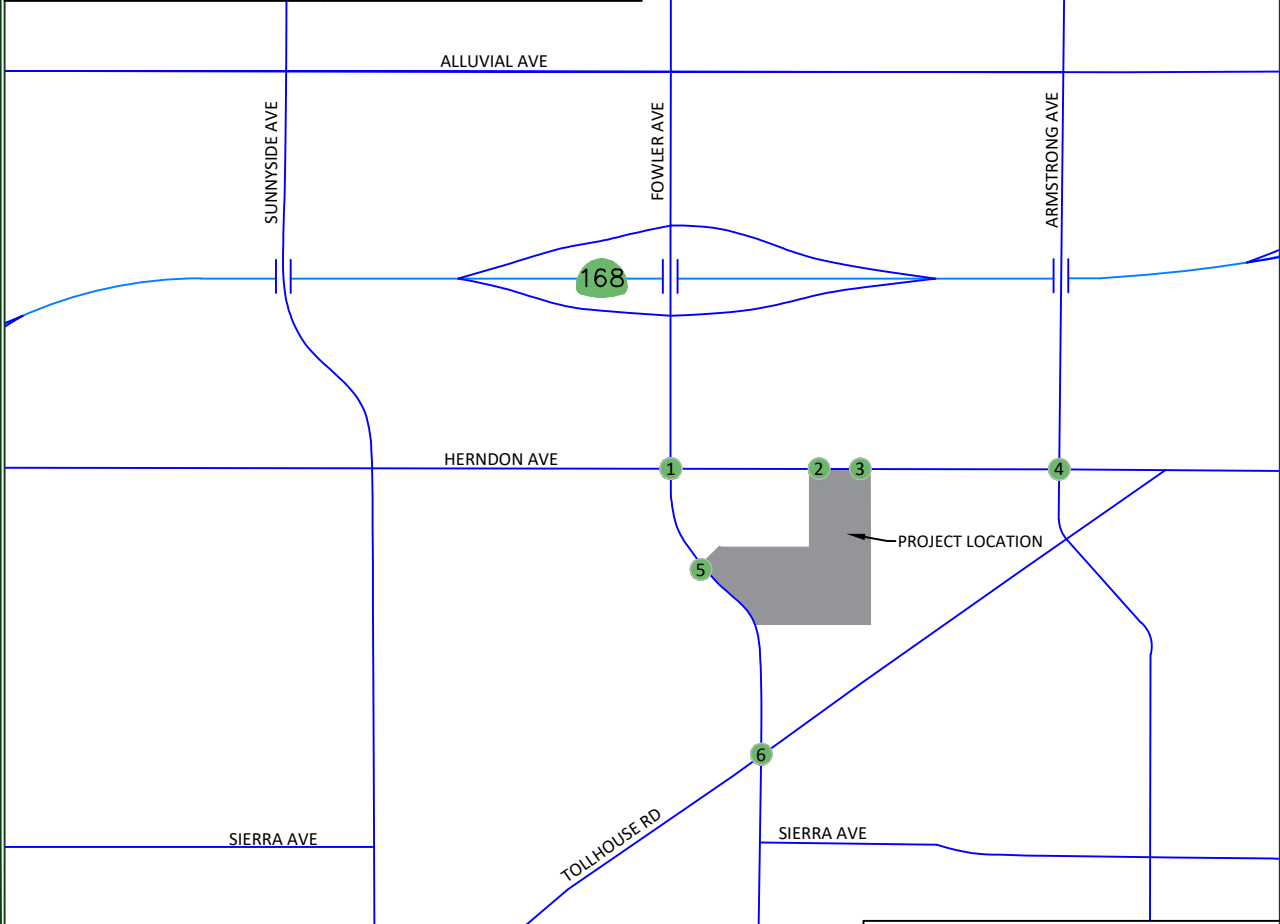 ALLUVIAL AVE
SUNNYSIDE AVE
FOWLER AVE
ARMSTRONG AVE
168
HERNDON AVE
1
2
3
4
PROJECT LOCATION
5
6
SIERRA AVE
TOLLHOUSE RD
SIERRA AVE